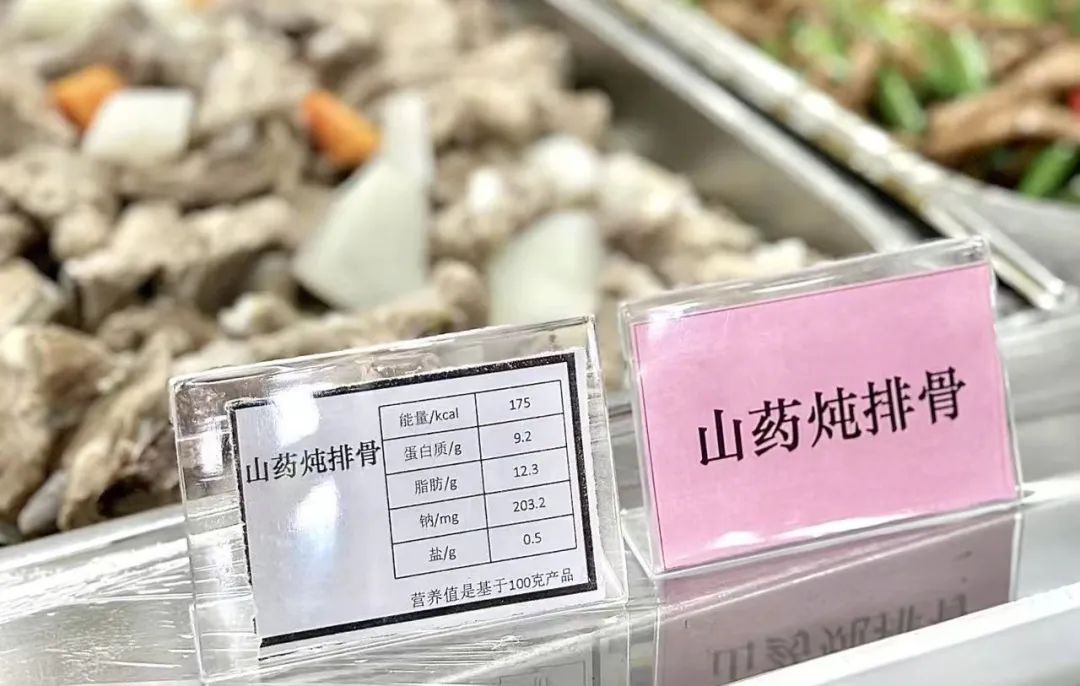 山药炖排骨
能量/kcal 175
蛋白质/g 9.2
脂肪/g 12.3
钠/mg 203.2
盐/g 0.5
营养值是基于100克产品
山药炖排骨